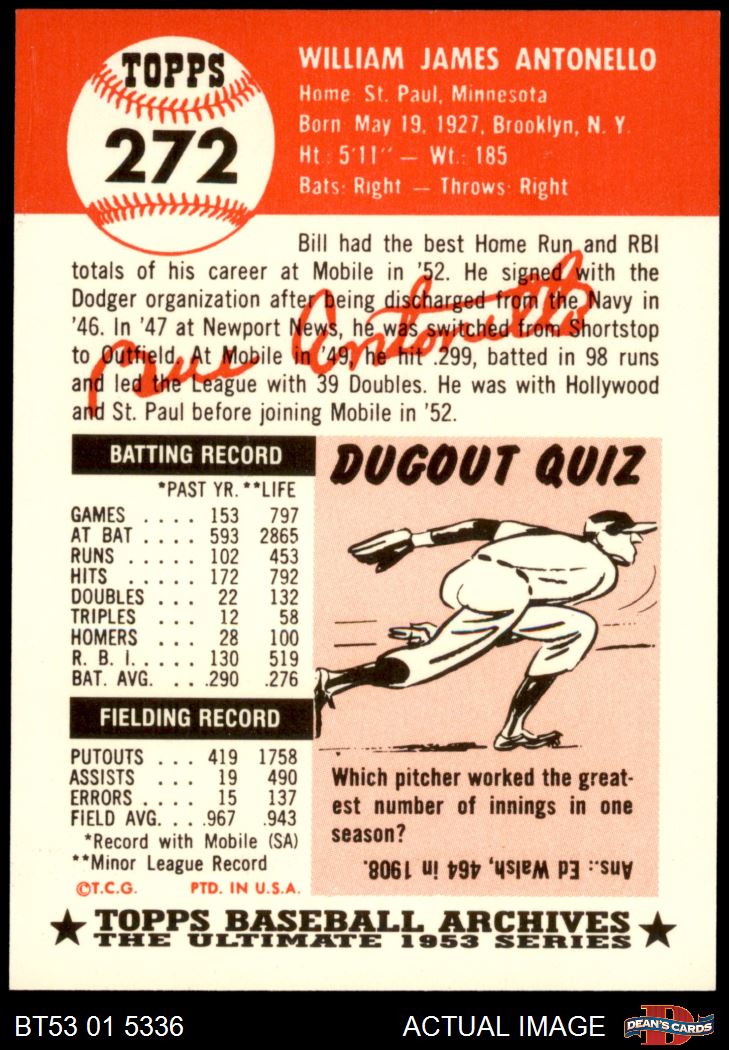 TOPPS
272
WILLIAM JAMES ANTONELLO
Home: St. Paul, Minnesota
Born May 19, 1927, Brooklyn, N. Y.
Ht.: 5'11" — Wt.: 185
Bats: Right — Throws: Right
Bill had the best Home Run and RBI
totals of his career at Mobile in '52. He signed with the
Dodger organization after being discharged from the Navy in
'46. In '47 at Newport News, he was switched from Shortstop
to Outfield. At Mobile in '49, he hit .299, batted in 98 runs
and led the League with 39 Doubles. He was with Hollywood
and St. Paul before joining Mobile in '52.
Bill Antonello
BATTING RECORD
*PAST YR. **LIFE
GAMES .... 153 797
AT BAT .... 593 2865
RUNS ..... 102 453
HITS ..... 172 792
DOUBLES ... 22 132
TRIPLES ... 12 58
HOMERS ... 28 100
R. B. I. .... 130 519
BAT. AVG. ... .290 .276
FIELDING RECORD
PUTOUTS ... 419 1758
ASSISTS .... 19 490
ERRORS .... 15 137
FIELD AVG. ... .967 .943
*Record with Mobile (SA)
**Minor League Record
©T.C.G. PTD. IN U.S.A.
DUGOUT QUIZ
Which pitcher worked the great-
est number of innings in one
season?
Ans.: Ed Walsh, 464 in 1908.
★ TOPPS BASEBALL ARCHIVES ★
THE ULTIMATE 1953 SERIES
BT53 01 5336
ACTUAL IMAGE
D
DEAN'S CARDS